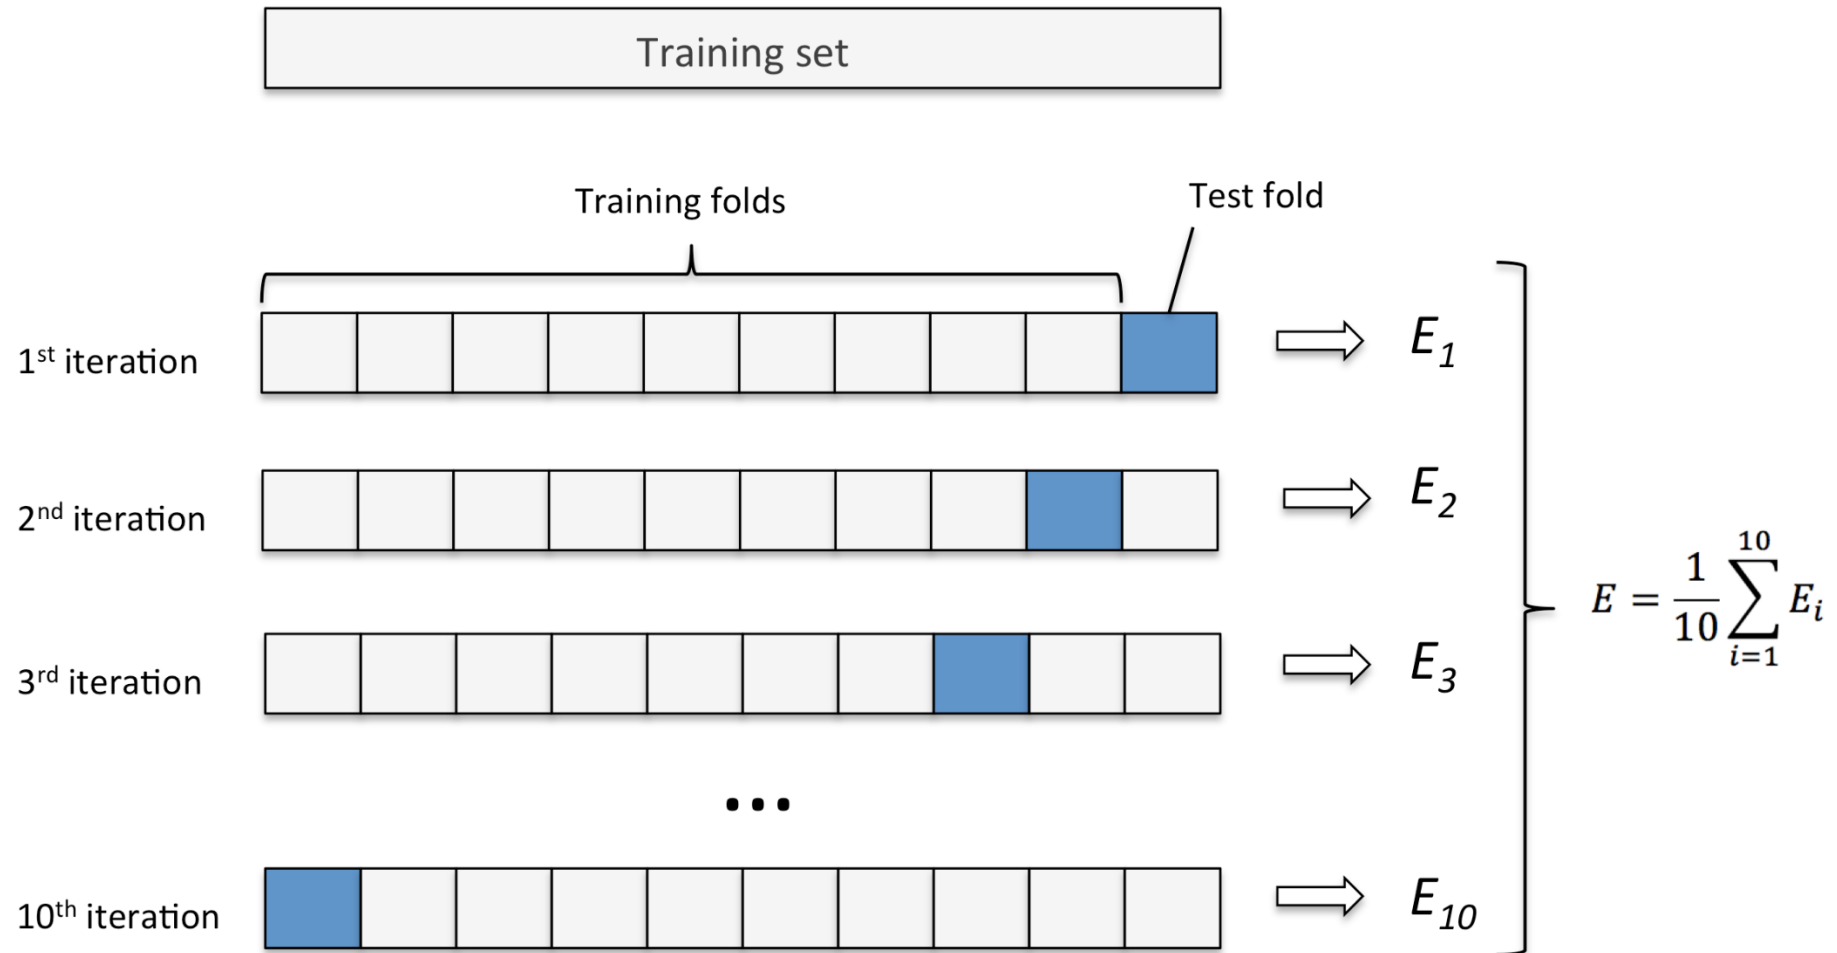 Training set
Training folds
Test fold
1st iteration
E1
2nd iteration
E2
3rd iteration
E3
E = 1/10 ∑ i=1 10 Ei
...
10th iteration
E10